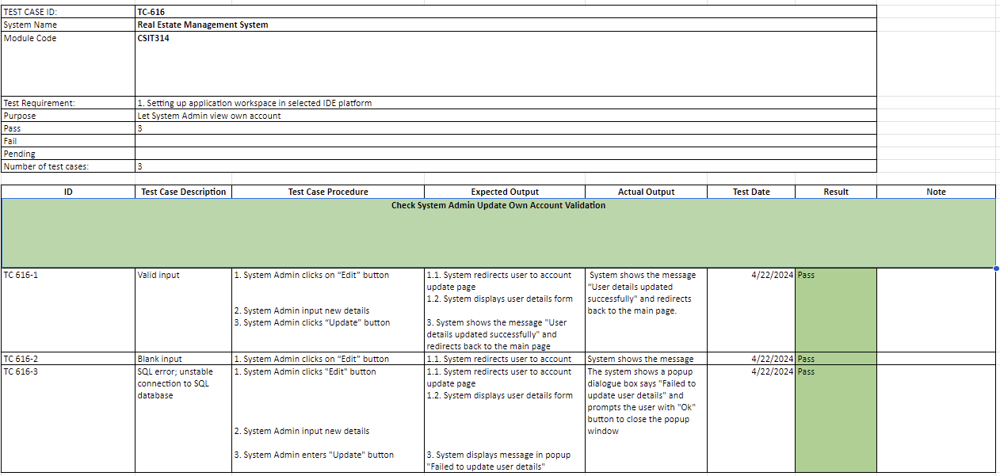 TEST CASE ID: TC-616
System Name Real Estate Management System
Module Code CSIT314
Test Requirement: 1. Setting up application workspace in selected IDE platform
Purpose Let System Admin view own account
Pass 3
Fail
Pending
Number of test cases: 3
ID Test Case Description Test Case Procedure Expected Output Actual Output Test Date Result Note
Check System Admin Update Own Account Validation
TC 616-1 Valid input 1. System Admin clicks on “Edit” button 1.1. System redirects user to account System shows the message 4/22/2024 Pass
update page "User details updated
1.2. System displays user details form successfully" and redirects
2. System Admin input new details back to the main page.
3. System Admin clicks “Update” button 3. System shows the message "User
details updated successfully" and
redirects back to the main page
TC 616-2 Blank input 1. System Admin clicks on “Edit” button 1.1. System redirects user to account System shows the message 4/22/2024 Pass
TC 616-3 SQL error; unstable 1. System Admin clicks "Edit" button 1.1. System redirects user to account The system shows a popup 4/22/2024 Pass
connection to SQL update page dialogue box says "Failed to
database 1.2. System displays user details form update user details" and
prompts the user with "Ok"
button to close the popup
2. System Admin input new details window
3. System Admin enters "Update" button 3. System displays message in popup
"Failed to update user details"